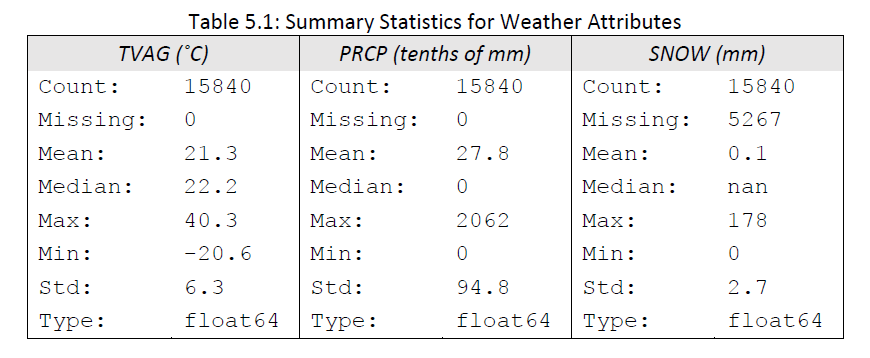 Table 5.1: Summary Statistics for Weather Attributes
TVAG (˚C) PRCP (tenths of mm) SNOW (mm)
Count: 15840 Count: 15840 Count: 15840
Missing: 0 Missing: 0 Missing: 5267
Mean: 21.3 Mean: 27.8 Mean: 0.1
Median: 22.2 Median: 0 Median: nan
Max: 40.3 Max: 2062 Max: 178
Min: -20.6 Min: 0 Min: 0
Std: 6.3 Std: 94.8 Std: 2.7
Type: float64 Type: float64 Type: float64